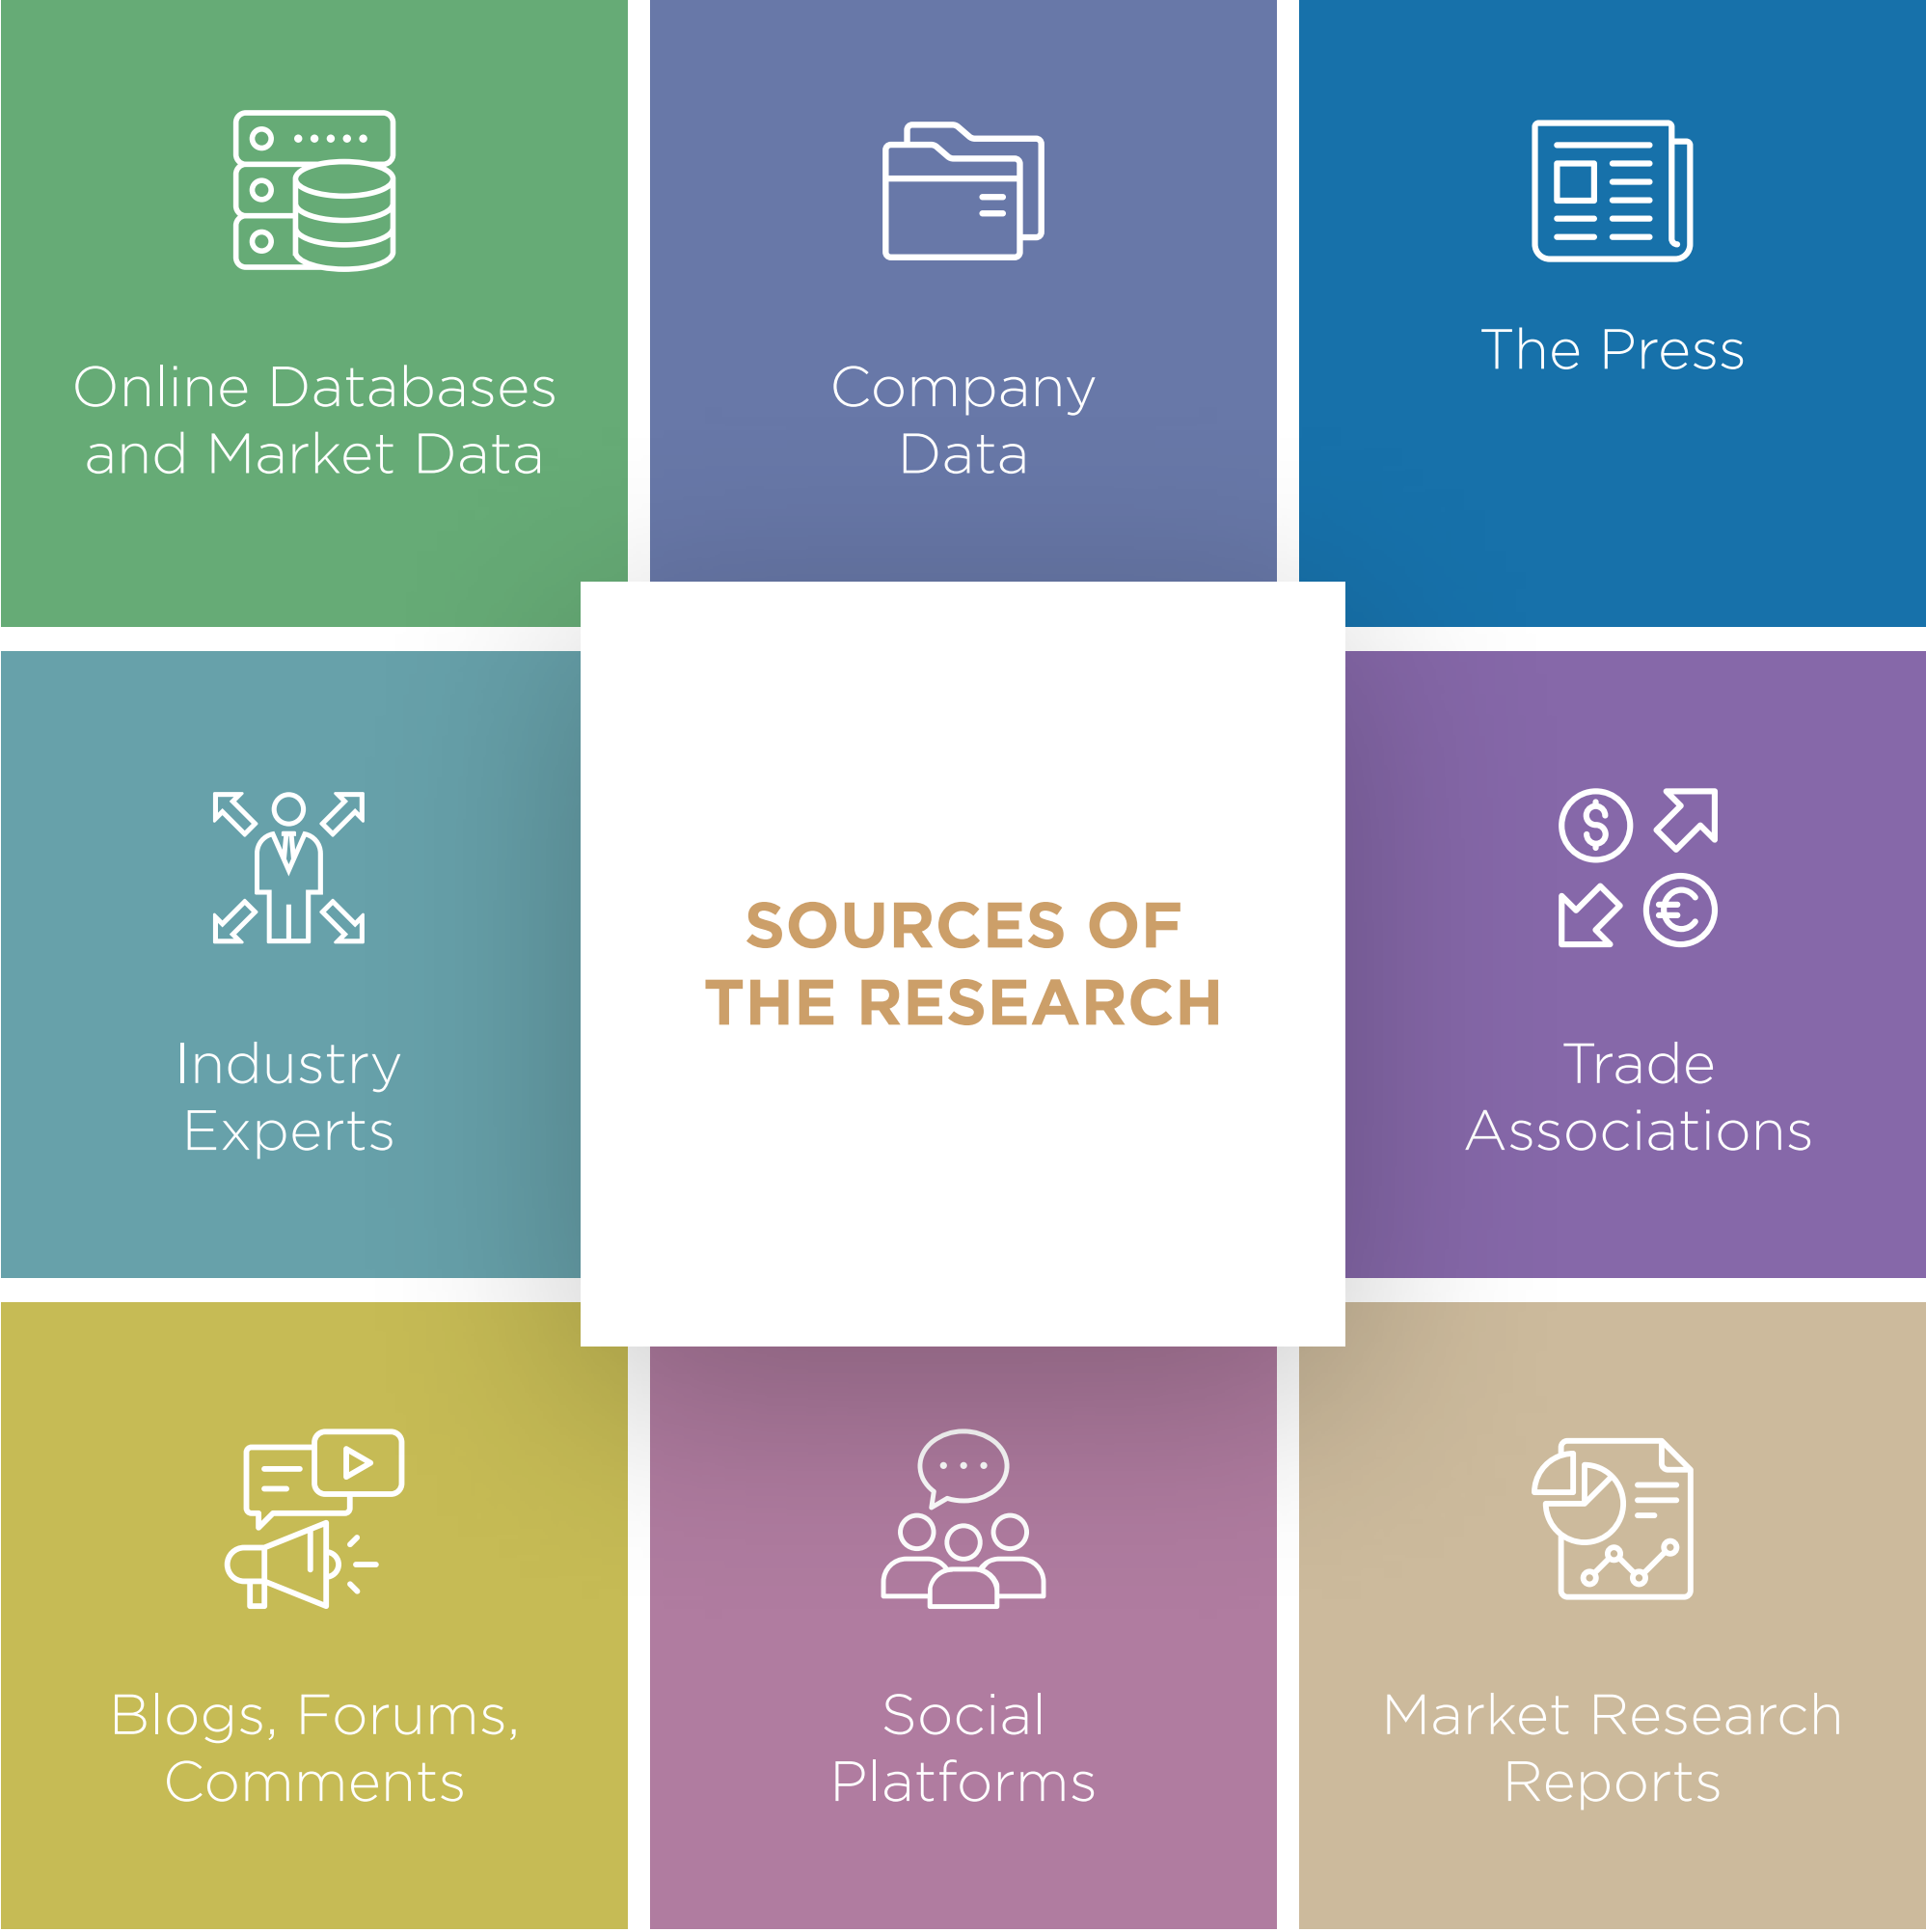 Online Databases
and Market Data
Company
Data
The Press
Industry
Experts
SOURCES OF
THE RESEARCH
Trade
Associations
Blogs, Forums,
Comments
Social
Platforms
Market Research
Reports